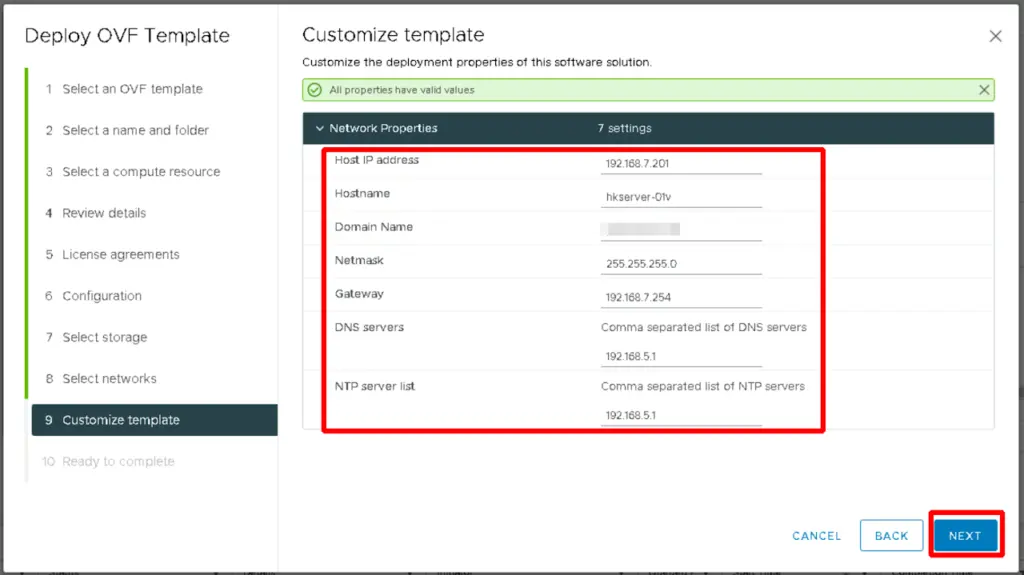 Deploy OVF Template
1 Select an OVF template
2 Select a name and folder
3 Select a compute resource
4 Review details
5 License agreements
6 Configuration
7 Select storage
8 Select networks
9 Customize template
10 Ready to complete
Customize template
Customize the deployment properties of this software solution.
All properties have valid values
Network Properties 7 settings
Host IP address 192.168.7.201
Hostname hkserver-01v
Domain Name
Netmask 255.255.255.0
Gateway 192.168.7.254
DNS servers Comma separated list of DNS servers
192.168.5.1
NTP server list Comma separated list of NTP servers
192.168.5.1
CANCEL BACK NEXT